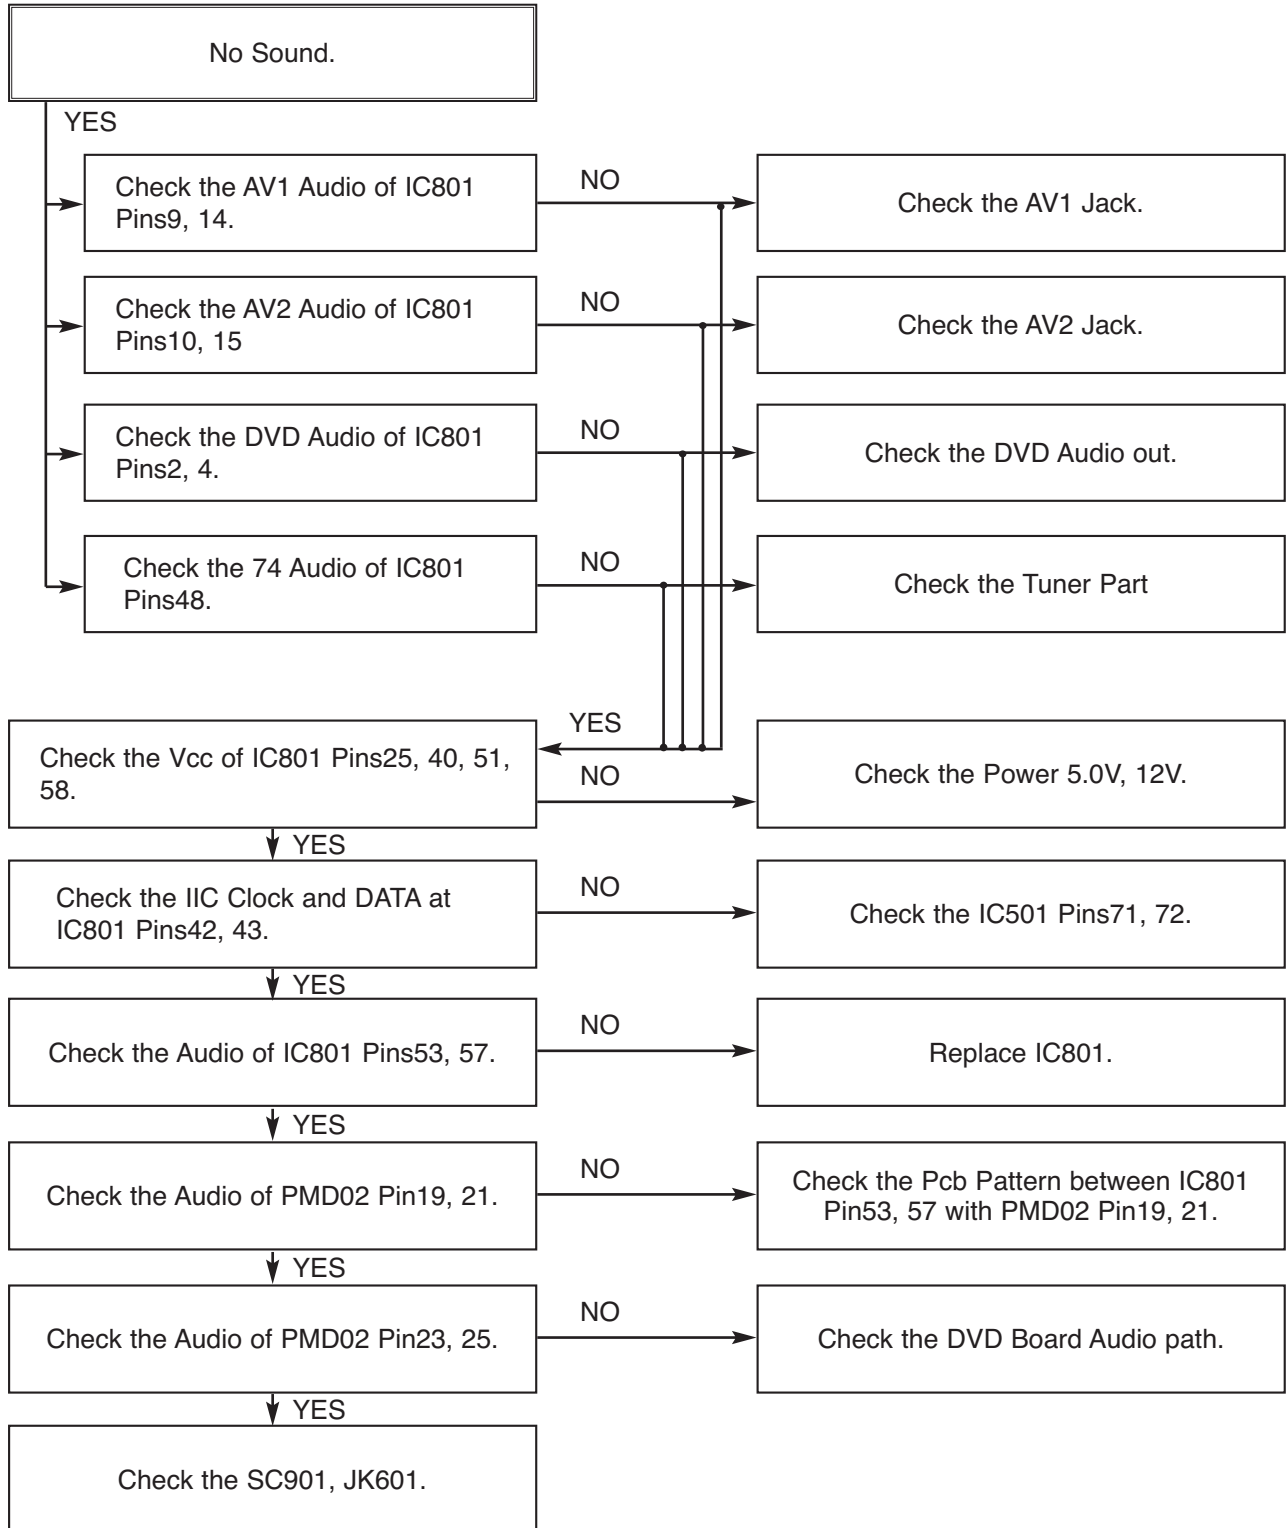 No Sound.
YES
Check the AV1 Audio of IC801
Pins9, 14.
NO
Check the AV1 Jack.
Check the AV2 Audio of IC801
Pins10, 15
NO
Check the AV2 Jack.
Check the DVD Audio of IC801
Pins2, 4.
NO
Check the DVD Audio out.
Check the 74 Audio of IC801
Pins48.
NO
Check the Tuner Part
YES
Check the Vcc of IC801 Pins25, 40, 51,
58.
NO
Check the Power 5.0V, 12V.
YES
Check the IIC Clock and DATA at
IC801 Pins42, 43.
NO
Check the IC501 Pins71, 72.
YES
Check the Audio of IC801 Pins53, 57.
NO
Replace IC801.
YES
Check the Audio of PMD02 Pin19, 21.
NO
Check the Pcb Pattern between IC801
Pin53, 57 with PMD02 Pin19, 21.
YES
Check the Audio of PMD02 Pin23, 25.
NO
Check the DVD Board Audio path.
YES
Check the SC901, JK601.